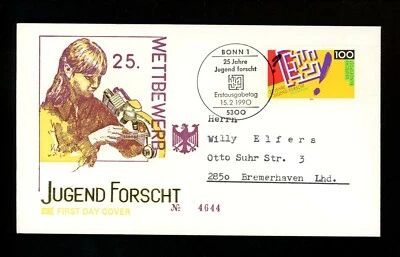 25.
WETTBEWERB
JUGEND FORSCHT
FIRST DAY COVER
№ 4644
BONN 1
25 Jahre
Jugend forscht
Erstausgabetag
15.2.1990
5300
100
Herrn
Willy Elfers
Otto Suhr Str. 3
2850 Bremerhaven Lhd.